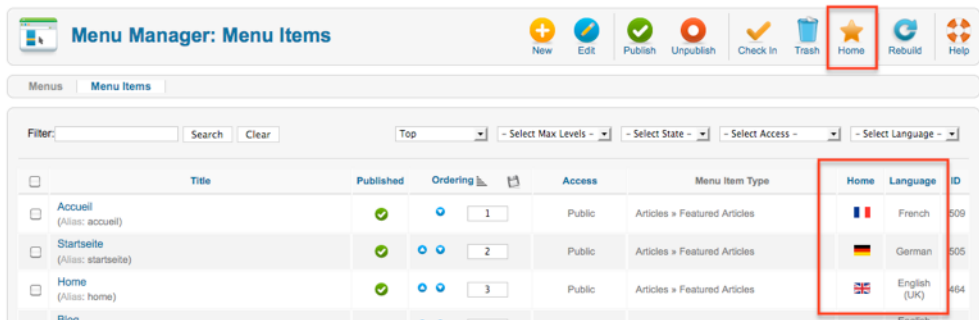 Menu Manager: Menu Items
New Edit Publish Unpublish Check In Trash Home Rebuild Help
Menus Menu Items
Filter: Search Clear Top - Select Max Levels - - Select State - - Select Access - - Select Language -
Title Published Ordering Access Menu Item Type Home Language ID
Accueil
(Alias: accueil)
1 Public Articles » Featured Articles French 509
Startseite
(Alias: startseite)
2 Public Articles » Featured Articles German 505
Home
(Alias: home)
3 Public Articles » Featured Articles English
(UK) 464
Blog
English